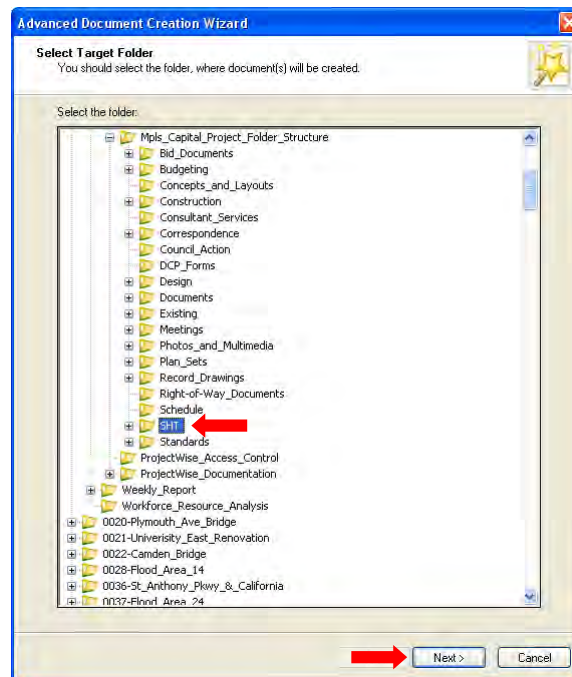 Advanced Document Creation Wizard
Select Target Folder
You should select the folder, where document(s) will be created.
Select the folder:
Mpls_Capital_Project_Folder_Structure
Bid_Documents
Budgeting
Concepts_and_Layouts
Construction
Consultant_Services
Correspondence
Council_Action
DCP_Forms
Design
Documents
Existing
Meetings
Photos_and_Multimedia
Plan_Sets
Record_Drawings
Right-of-Way_Documents
Schedule
SHT
Standards
ProjectWise_Access_Control
ProjectWise_Documentation
Weekly_Report
Workforce_Resource_Analysis
0020-Plymouth_Ave_Bridge
0021-Univerisity_East_Renovation
0022-Camden_Bridge
0028-Flood_Area_14
0036-St_Anthony_Pkwy_&_California
0037-Flood_Area_24
Next >
Cancel